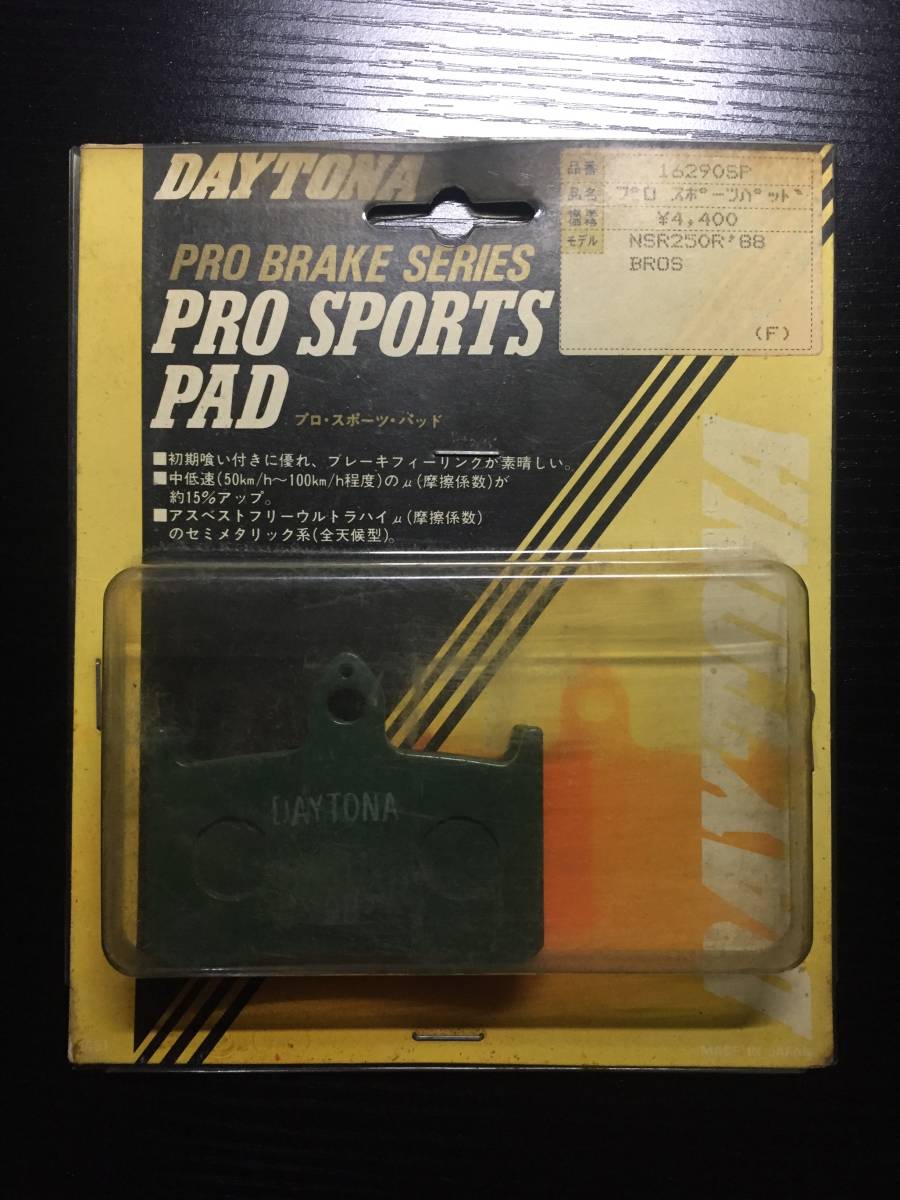 DAYTONA
PRO BRAKE SERIES
PRO SPORTS
PAD プロ・スポーツ・パッド
■初期喰い付きに優れ、ブレーキフィーリングが素晴しい。
■中低速(50km/h〜100km/h程度)のμ(摩擦係数)が
約15%アップ。
■アスベストフリーウルトラハイμ(摩擦係数)
のセミメタリック系(全天候型)。
品番 16290SP
品名 プロ スポーツパッド
価格 ¥4,400
モデル NSR250R'88
BROS
(F)
DAYTONA
DAYTONA
MADE IN JAPAN